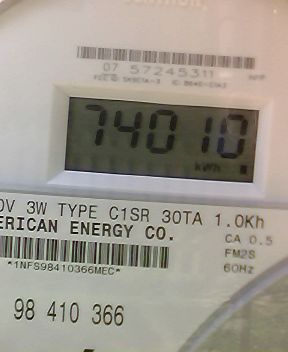 07 57245311
74010
kWh
0V 3W TYPE C1SR 30TA 1.0Kh
ERICAN ENERGY CO.
CA 0.5
FM2S
60Hz
*1NFS98410366MEC*
98 410 366